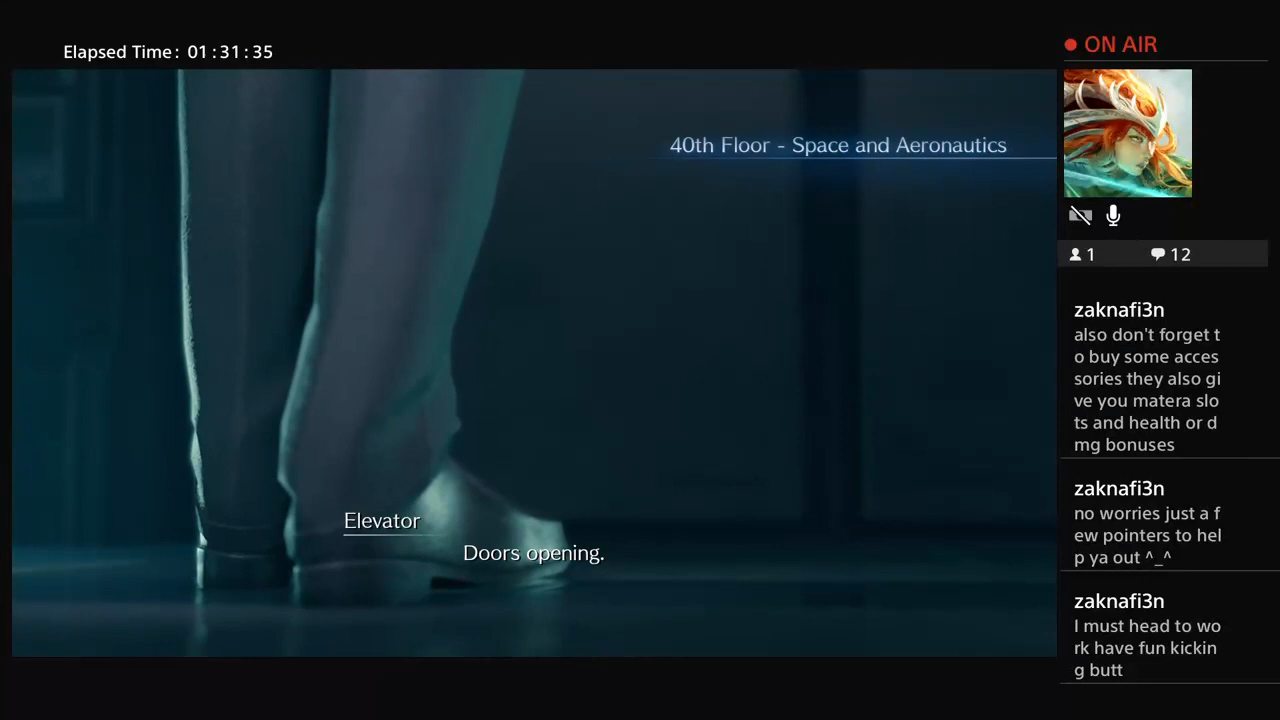 Elapsed Time: 01:31:35
ON AIR
40th Floor - Space and Aeronautics
1
12
zaknafi3n
also don't forget t
o buy some acces
sories they also gi
ve you matera slo
ts and health or d
mg bonuses
zaknafi3n
no worries just a f
ew pointers to hel
p ya out ^_^
Elevator
Doors opening.
zaknafi3n
I must head to wo
rk have fun kickin
g butt